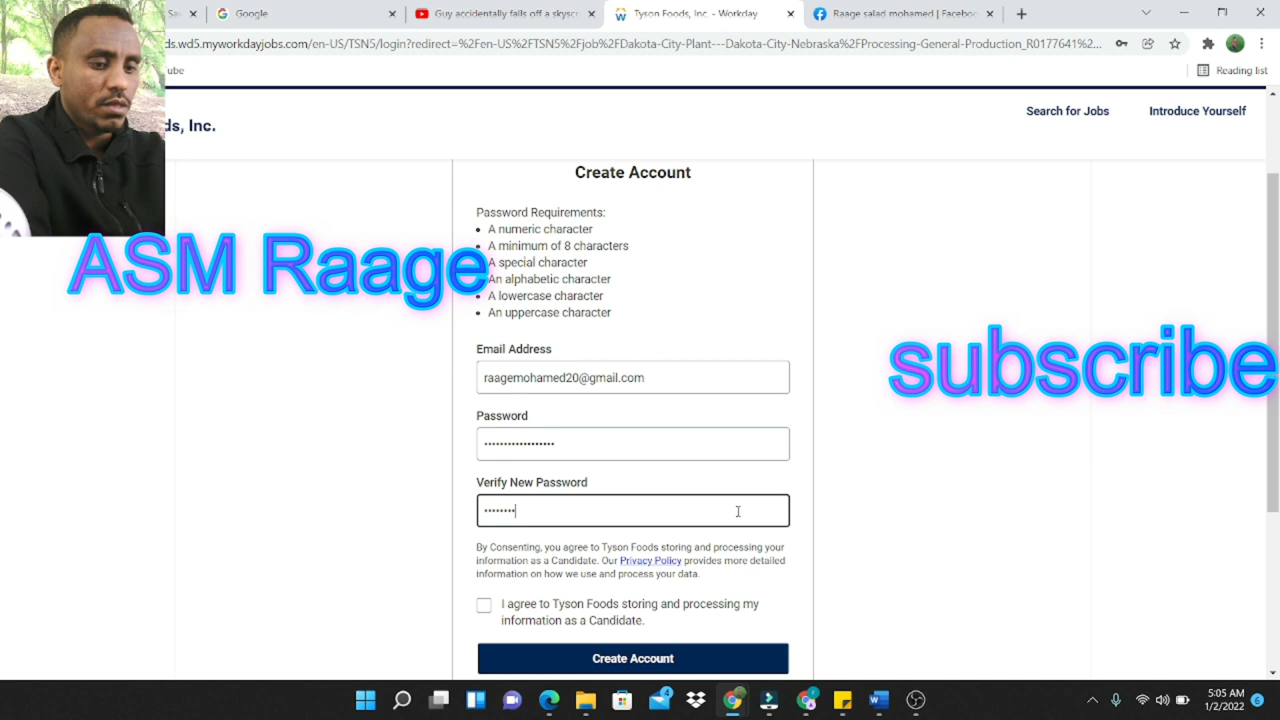 Google
Guy accidentally falls off a skysc
Tyson Foods, Inc. - Workday
Raage salad mohamed | Faceboo
ds.wd5.myworkdayjobs.com/en-US/TSN5/login?redirect=%2Fen-US%2FTSN5%2Fjob%2FDakota-City-Plant---Dakota-City-Nebraska%2FProcessing-General-Production_R0177641%2...
ube
Reading list
ds, Inc.
Search for Jobs
Introduce Yourself
Create Account
Password Requirements:
• A numeric character
• A minimum of 8 characters
• A special character
• An alphabetic character
• A lowercase character
• An uppercase character
ASM Raage
subscribe
Email Address
raagemohamed20@gmail.com
Password
Verify New Password
By Consenting, you agree to Tyson Foods storing and processing your
information as a Candidate. Our Privacy Policy provides more detailed
information on how we use and process your data.
I agree to Tyson Foods storing and processing my
information as a Candidate.
Create Account
4
5:05 AM
1/2/2022